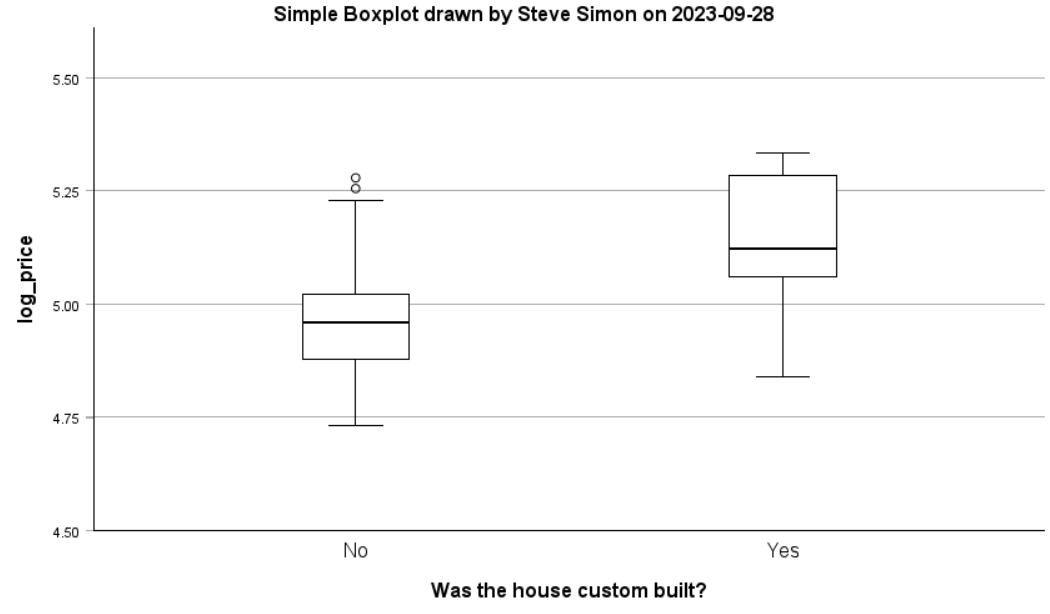 Simple Boxplot drawn by Steve Simon on 2023-09-28
5.50
5.25
5.00
4.75
4.50
log_price
No Yes
Was the house custom built?